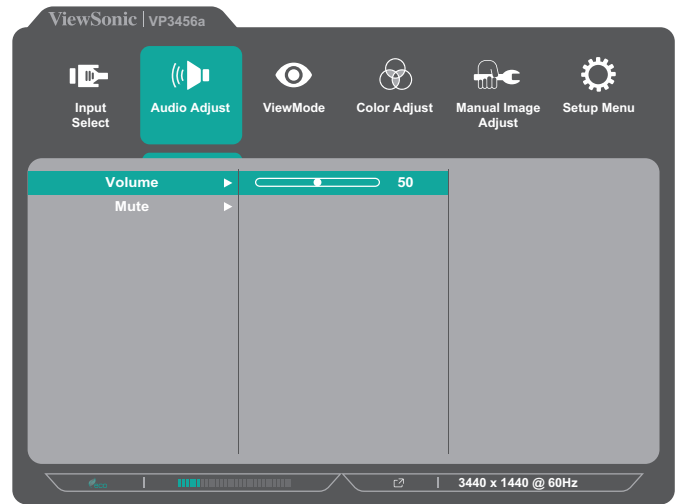 ViewSonic | VP3456a
Input
Select
Audio Adjust
ViewMode
Color Adjust
Manual Image
Adjust
Setup Menu
Volume
50
Mute
eco
3440 x 1440 @ 60Hz